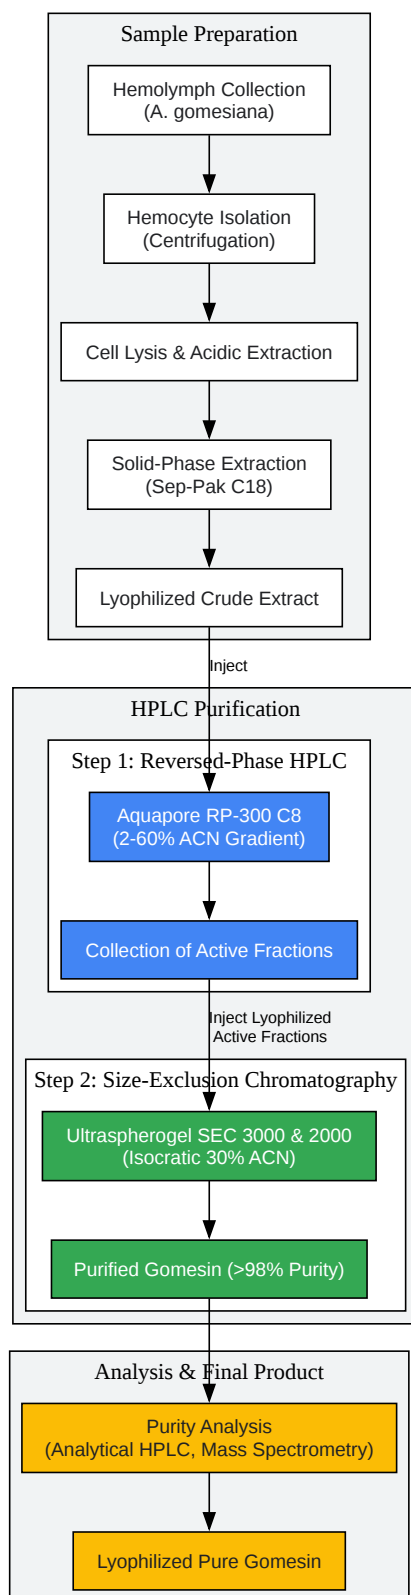 Sample Preparation
Hemolymph Collection
(A. gomesiana)
Hemocyte Isolation
(Centrifugation)
Cell Lysis & Acidic Extraction
Solid-Phase Extraction
(Sep-Pak C18)
Lyophilized Crude Extract
Inject
HPLC Purification
Step 1: Reversed-Phase HPLC
Aquapore RP-300 C8
(2-60% ACN Gradient)
Collection of Active Fractions
Inject Lyophilized
Active Fractions
Step 2: Size-Exclusion Chromatography
Ultraspherogel SEC 3000 & 2000
(Isocratic 30% ACN)
Purified Gomesin (>98% Purity)
Analysis & Final Product
Purity Analysis
(Analytical HPLC, Mass Spectrometry)
Lyophilized Pure Gomesin